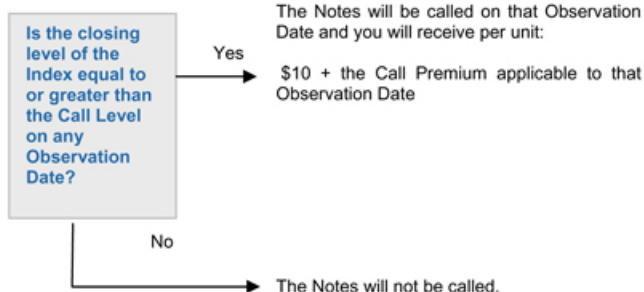 Is the closing
level of the
Index equal to
or greater than
the Call Level
on any
Observation
Date?
Yes
The Notes will be called on that Observation
Date and you will receive per unit:
$10 + the Call Premium applicable to that
Observation Date
No
The Notes will not be called.